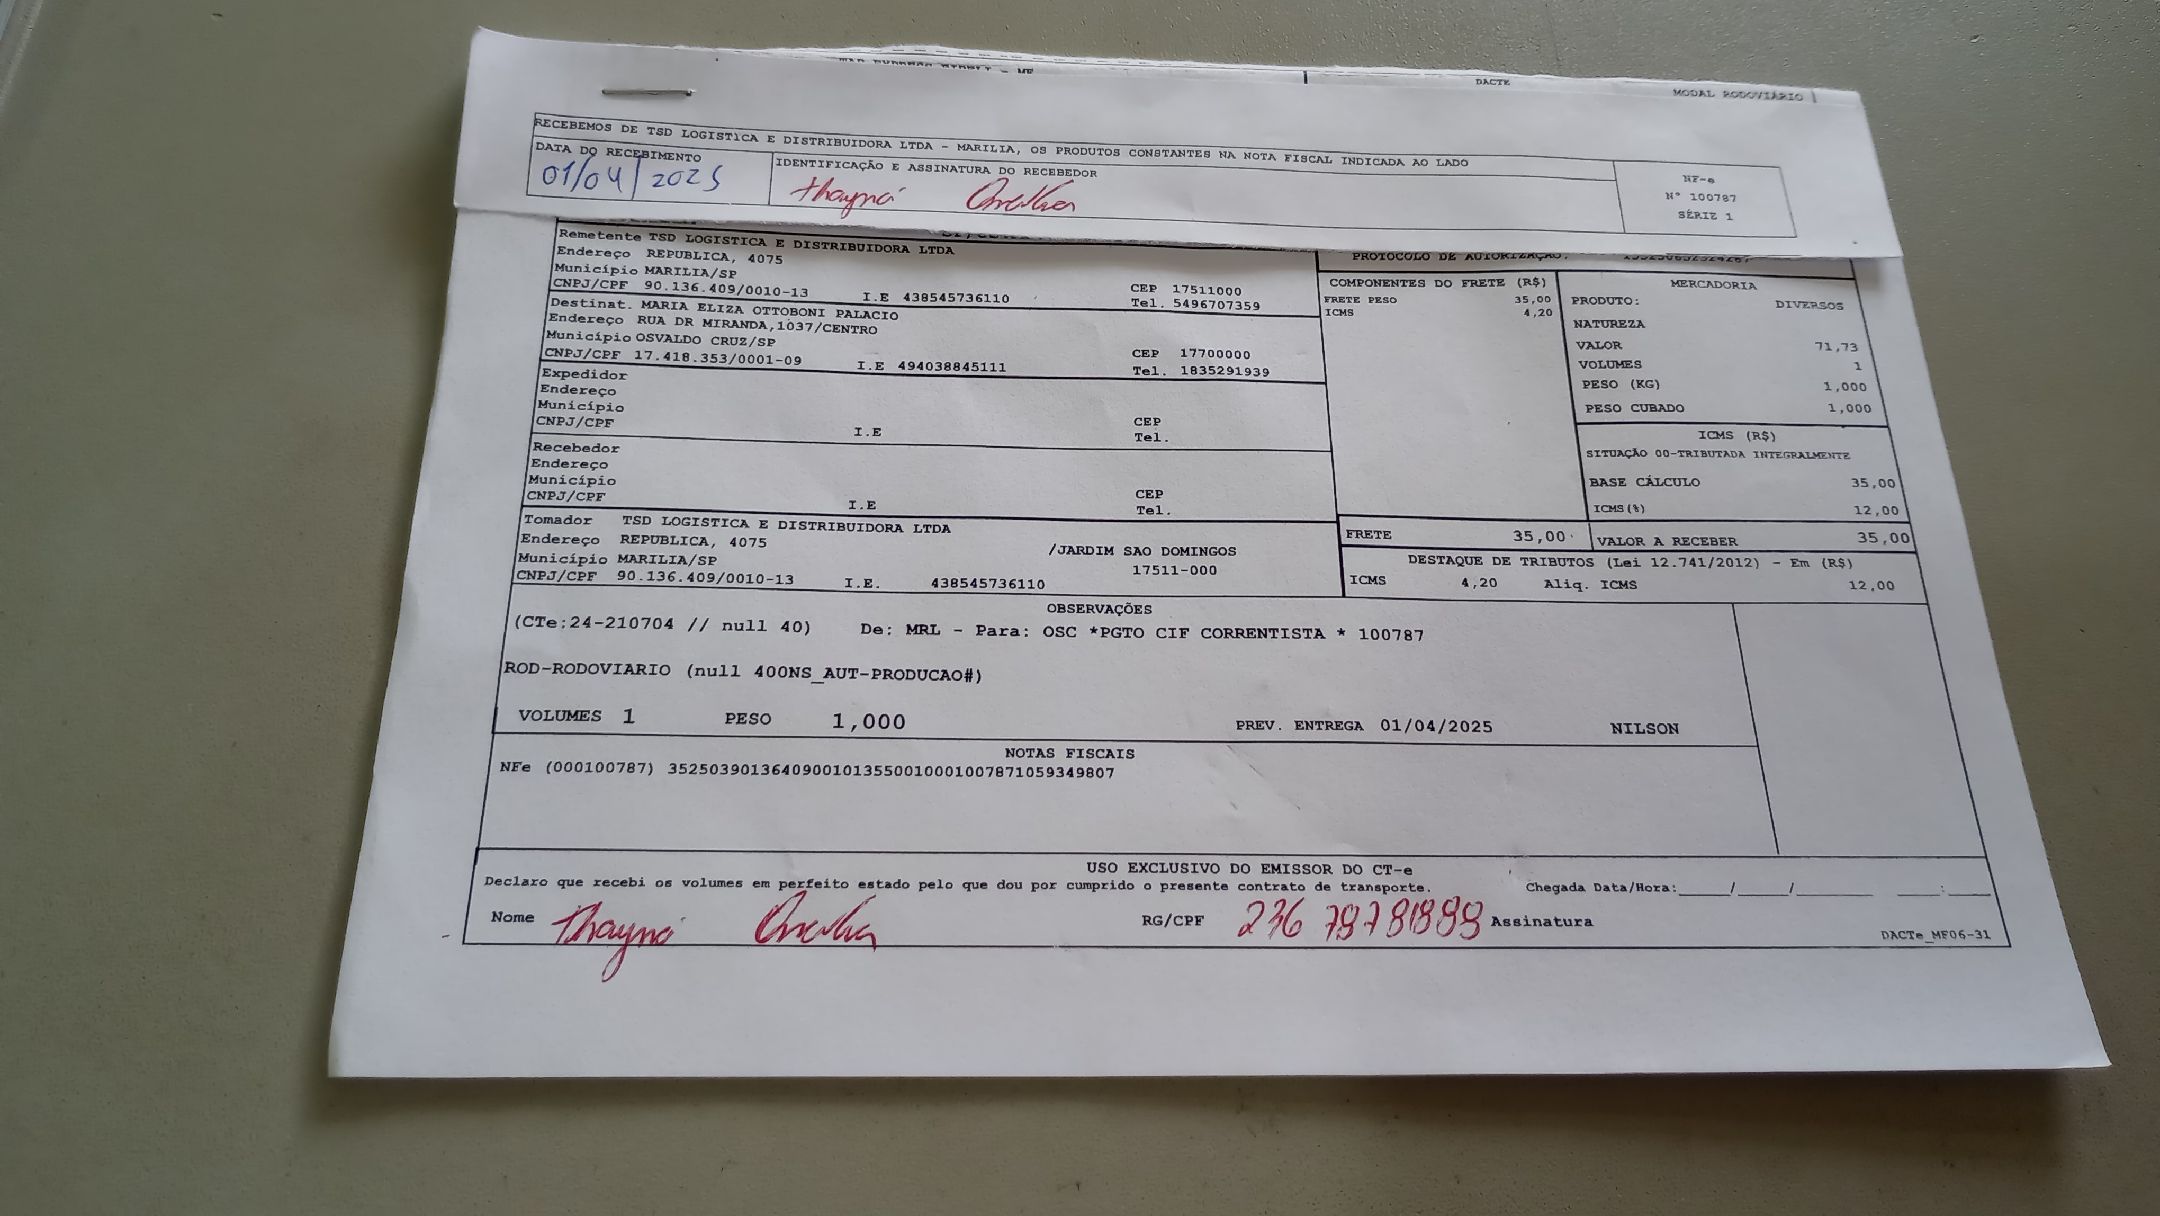 DACTE
MODAL RODOVIÁRIO
RECEBEMOS DE TSD LOGISTICA E DISTRIBUIDORA LTDA - MARILIA, OS PRODUTOS CONSTANTES NA NOTA FISCAL INDICADA AO LADO
DATA DO RECEBIMENTO
01/04/2025
IDENTIFICAÇÃO E ASSINATURA DO RECEBEDOR
thayná
NF-e
N° 100787
SÉRIE 1
Remetente TSD LOGISTICA E DISTRIBUIDORA LTDA
Endereço REPUBLICA, 4075
Município MARILIA/SP
CEP 17511000
CNPJ/CPF 90.136.409/0010-13 I.E 438545736110 Tel. 5496707359
Destinat. MARIA ELIZA OTTOBONI PALACIO
Endereço RUA DR MIRANDA,1037/CENTRO
Município OSVALDO CRUZ/SP
CEP 17700000
CNPJ/CPF 17.418.353/0001-09 I.E 494038845111 Tel. 1835291939
Expedidor
Endereço
Município
CEP
CNPJ/CPF I.E Tel.
Recebedor
Endereço
Município
CEP
CNPJ/CPF I.E Tel.
Tomador TSD LOGISTICA E DISTRIBUIDORA LTDA
Endereço REPUBLICA, 4075 /JARDIM SAO DOMINGOS
Município MARILIA/SP 17511-000
CNPJ/CPF 90.136.409/0010-13 I.E. 438545736110
PROTOCOLO DE AUTORIZAÇÃO:
COMPONENTES DO FRETE (R$)
FRETE PESO 35,00
ICMS 4,20
MERCADORIA
PRODUTO: DIVERSOS
NATUREZA
VALOR 71,73
VOLUMES 1
PESO (KG) 1,000
PESO CUBADO 1,000
ICMS (R$)
SITUAÇÃO 00-TRIBUTADA INTEGRALMENTE
BASE CÁLCULO 35,00
ICMS(%) 12,00
FRETE 35,00 VALOR A RECEBER 35,00
DESTAQUE DE TRIBUTOS (Lei 12.741/2012) - Em (R$)
ICMS 4,20 Aliq. ICMS 12,00
OBSERVAÇÕES
(CTe:24-210704 // null 40) De: MRL - Para: OSC *PGTO CIF CORRENTISTA * 100787
ROD-RODOVIARIO (null 400NS_AUT-PRODUCAO#)
VOLUMES 1 PESO 1,000 PREV. ENTREGA 01/04/2025 NILSON
NOTAS FISCAIS
NFe (000100787) 35250390136409001013550010001007871059349807
USO EXCLUSIVO DO EMISSOR DO CT-e
Declaro que recebi os volumes em perfeito estado pelo que dou por cumprido o presente contrato de transporte. Chegada Data/Hora:____/____/________ ____:____
Nome Thayná RG/CPF Assinatura
DACTe_MF06-31